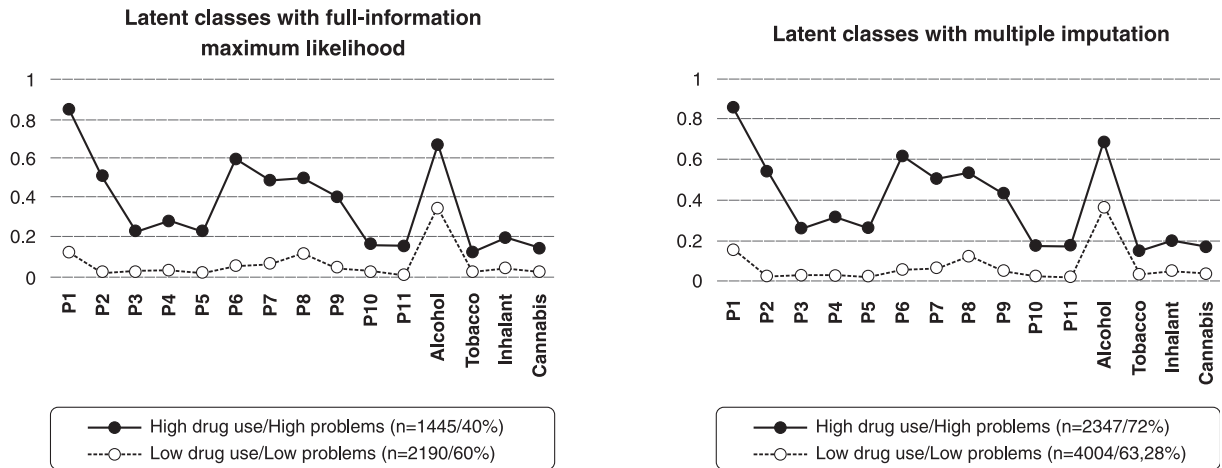 Latent classes with full-information
maximum likelihood
1
0.8
0.6
0.4
0.2
0
P1 P2 P3 P4 P5 P6 P7 P8 P9 P10 P11 Alcohol Tobacco Inhalant Cannabis
High drug use/High problems (n=1445/40%)
Low drug use/Low problems (n=2190/60%)
Latent classes with multiple imputation
1
0.8
0.6
0.4
0.2
0
P1 P2 P3 P4 P5 P6 P7 P8 P9 P10 P11 Alcohol Tobacco Inhalant Cannabis
High drug use/High problems (n=2347/72%)
Low drug use/Low problems (n=4004/63,28%)